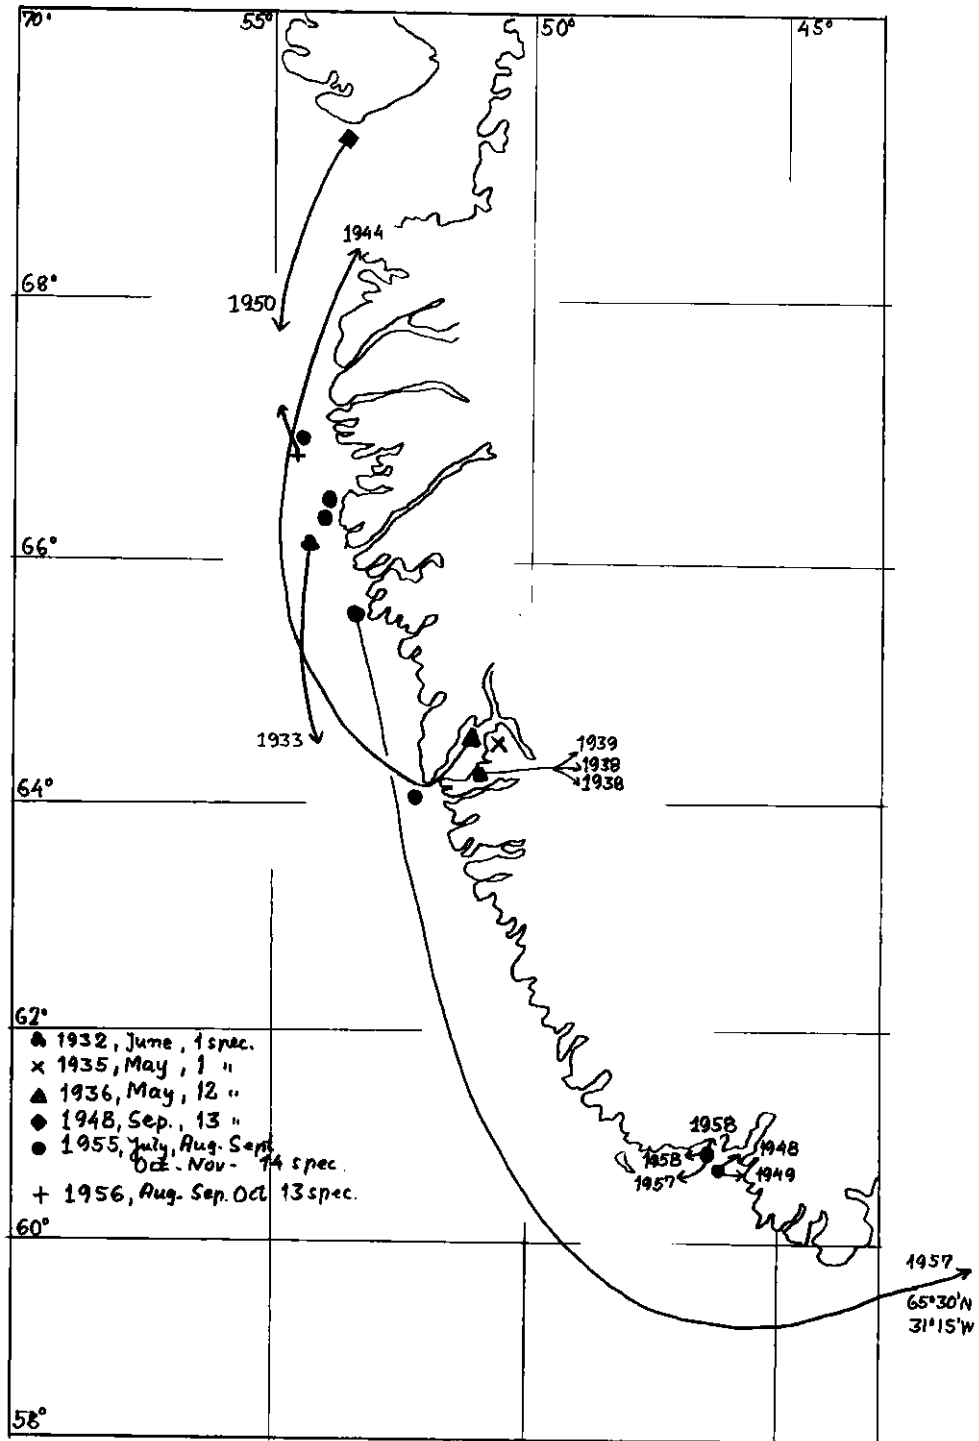 70°
55°
50°
45°
1944
68°
1950
66°
1933
1939
1938
1938
64°
62°
♣ 1932, June, 1 spec.
× 1935, May, 1 "
▲ 1936, May, 12 "
◆ 1948, Sep., 13 "
● 1955, July, Aug. Sept
Oct. - Nov - 14 spec.
+ 1956, Aug. Sep. Oct 13 spec.
1958
1958
1948
1957
1949
60°
1957
65°30'N
31°15'W
58°